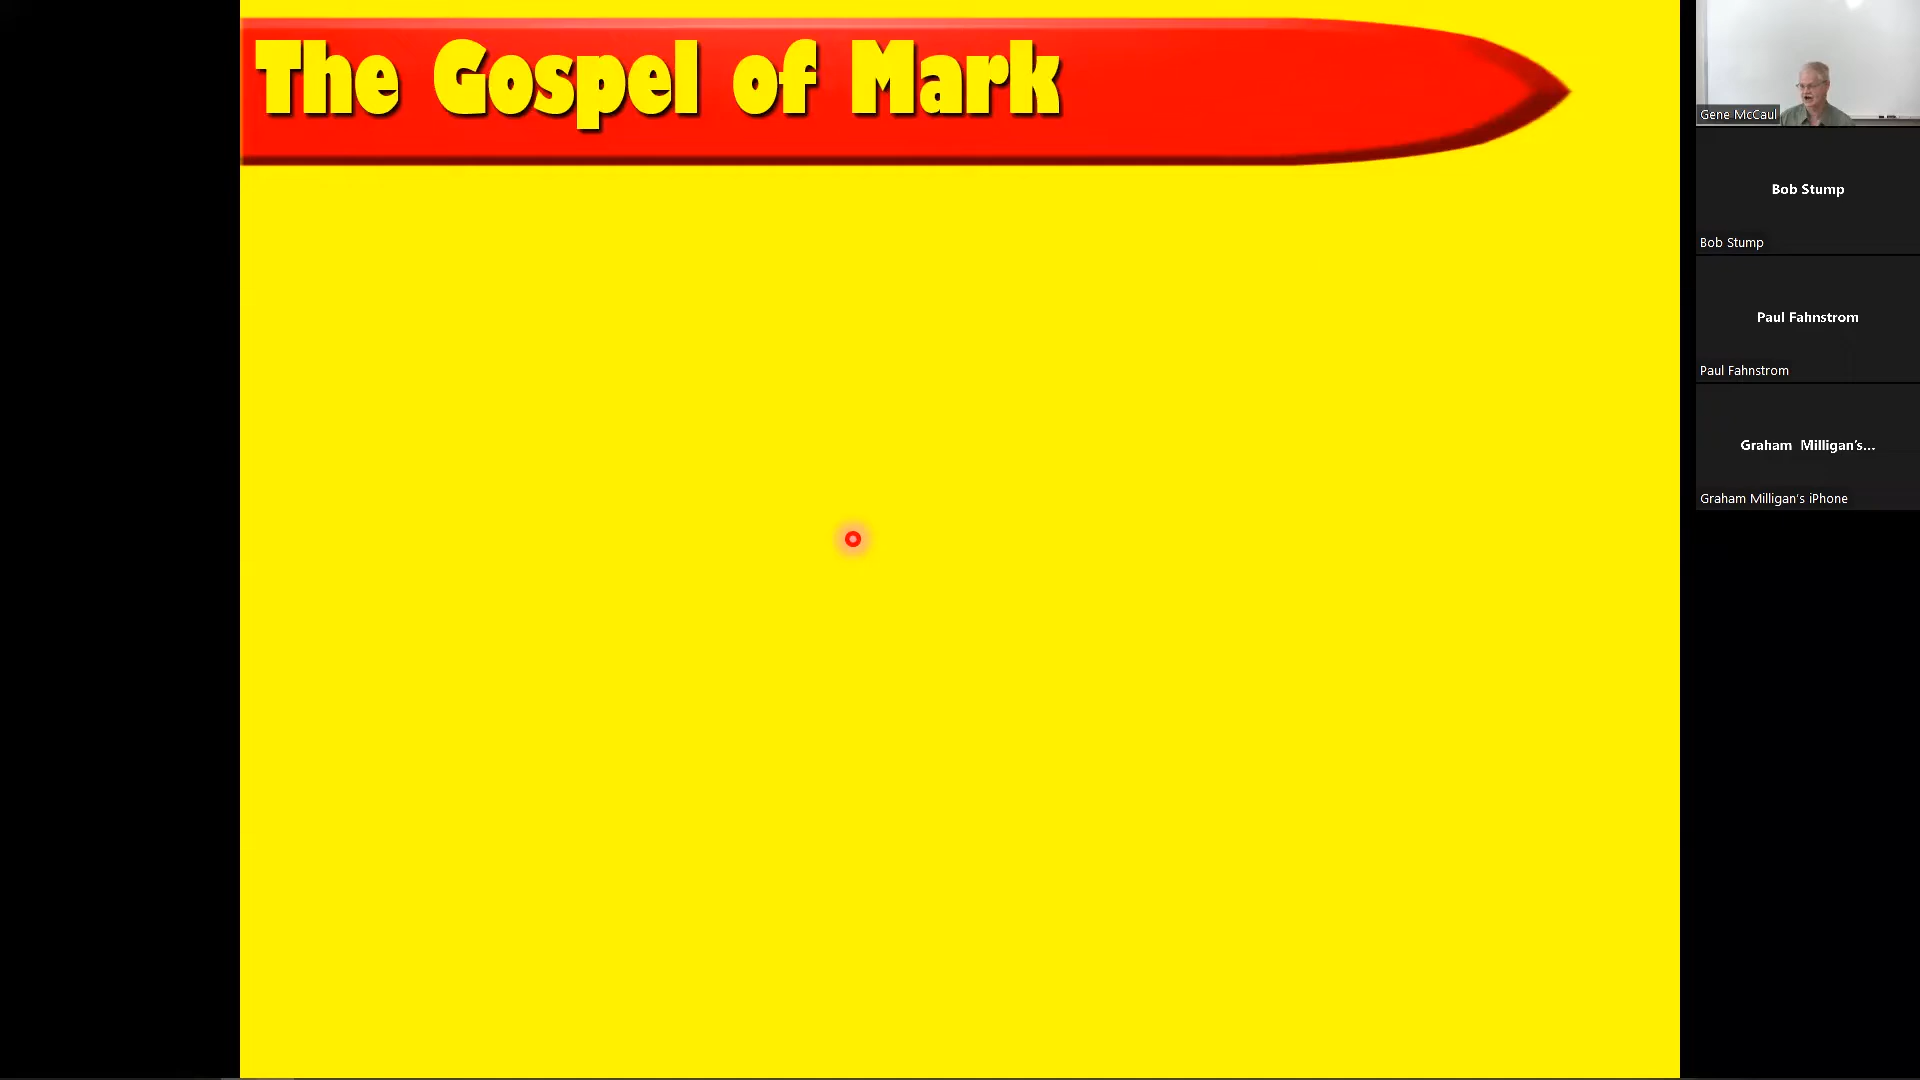 The Gospel of Mark
Gene McCaul
Bob Stump
Bob Stump
Paul Fahnstrom
Paul Fahnstrom
Graham Milligan's...
Graham Milligan's iPhone